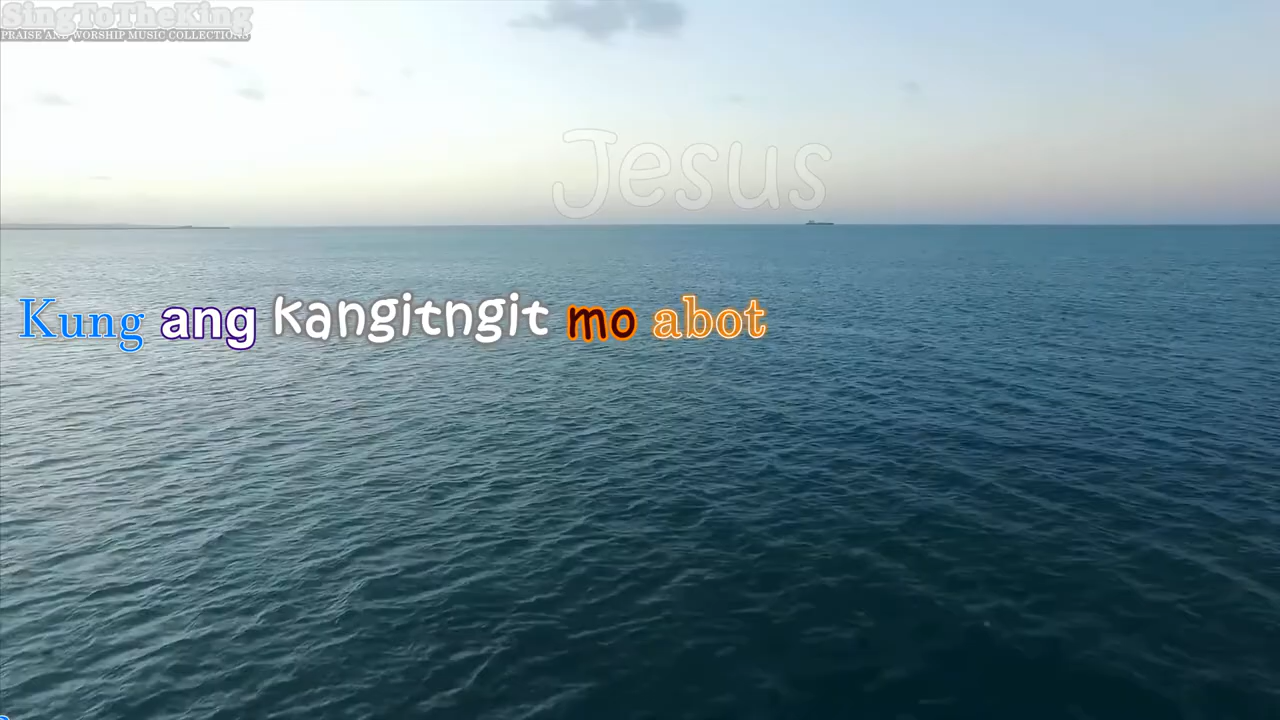 SingToTheKing
PRAISE AND WORSHIP MUSIC COLLECTIONS
Jesus
Kung ang kangitngit mo abot